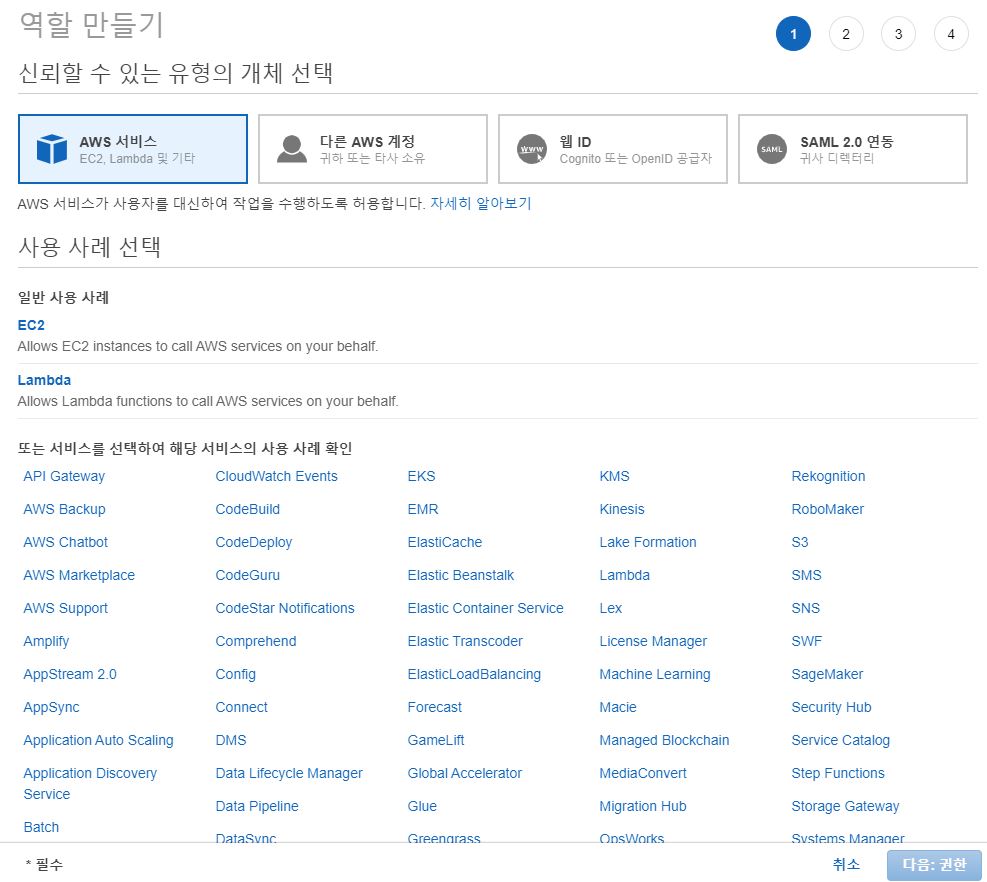 역할 만들기
1 2 3 4
신뢰할 수 있는 유형의 개체 선택
AWS 서비스
EC2, Lambda 및 기타
다른 AWS 계정
귀하 또는 타사 소유
WWW
웹 ID
Cognito 또는 OpenID 공급자
SAML
SAML 2.0 연동
귀사 디렉터리
AWS 서비스가 사용자를 대신하여 작업을 수행하도록 허용합니다. 자세히 알아보기
사용 사례 선택
일반 사용 사례
EC2
Allows EC2 instances to call AWS services on your behalf.
Lambda
Allows Lambda functions to call AWS services on your behalf.
또는 서비스를 선택하여 해당 서비스의 사용 사례 확인
API Gateway
AWS Backup
AWS Chatbot
AWS Marketplace
AWS Support
Amplify
AppStream 2.0
AppSync
Application Auto Scaling
Application Discovery
Service
Batch
CloudWatch Events
CodeBuild
CodeDeploy
CodeGuru
CodeStar Notifications
Comprehend
Config
Connect
DMS
Data Lifecycle Manager
Data Pipeline
DataSync
EKS
EMR
ElastiCache
Elastic Beanstalk
Elastic Container Service
Elastic Transcoder
ElasticLoadBalancing
Forecast
GameLift
Global Accelerator
Glue
Greengrass
KMS
Kinesis
Lake Formation
Lambda
Lex
License Manager
Machine Learning
Macie
Managed Blockchain
MediaConvert
Migration Hub
OpsWorks
Rekognition
RoboMaker
S3
SMS
SNS
SWF
SageMaker
Security Hub
Service Catalog
Step Functions
Storage Gateway
Systems Manager
* 필수
취소
다음: 권한